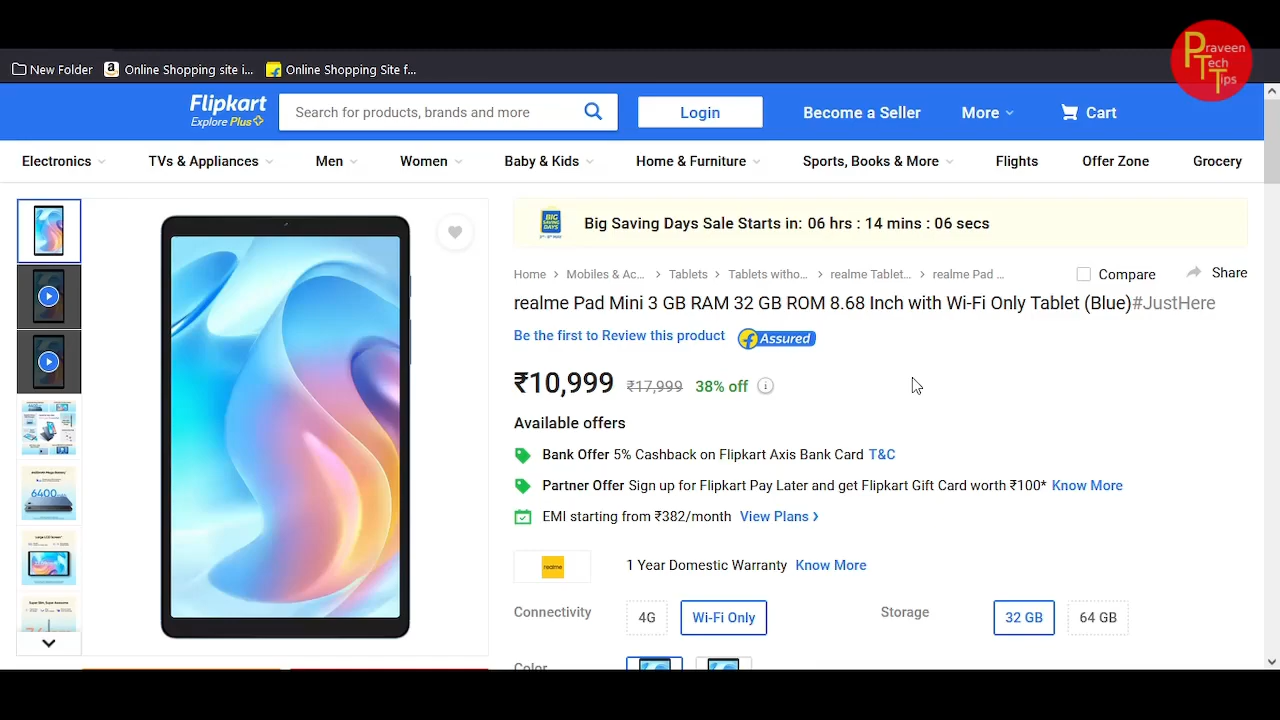 Praveen
Tech
Tips
New Folder
Online Shopping site i...
Online Shopping Site f...
Flipkart
Explore Plus
Search for products, brands and more
Login
Become a Seller
More
Cart
Electronics
TVs & Appliances
Men
Women
Baby & Kids
Home & Furniture
Sports, Books & More
Flights
Offer Zone
Grocery
BIG SAVING DAYS
Big Saving Days Sale Starts in: 06 hrs : 14 mins : 06 secs
Home
Mobiles & Ac...
Tablets
Tablets witho...
realme Tablet...
realme Pad ...
Compare
Share
realme Pad Mini 3 GB RAM 32 GB ROM 8.68 Inch with Wi-Fi Only Tablet (Blue)#JustHere
Be the first to Review this product
Assured
₹10,999 ₹17,999 38% off
Available offers
Bank Offer 5% Cashback on Flipkart Axis Bank Card T&C
Partner Offer Sign up for Flipkart Pay Later and get Flipkart Gift Card worth ₹100* Know More
EMI starting from ₹382/month View Plans
6400
realme
1 Year Domestic Warranty Know More
Connectivity
4G
Wi-Fi Only
Storage
32 GB
64 GB
Color